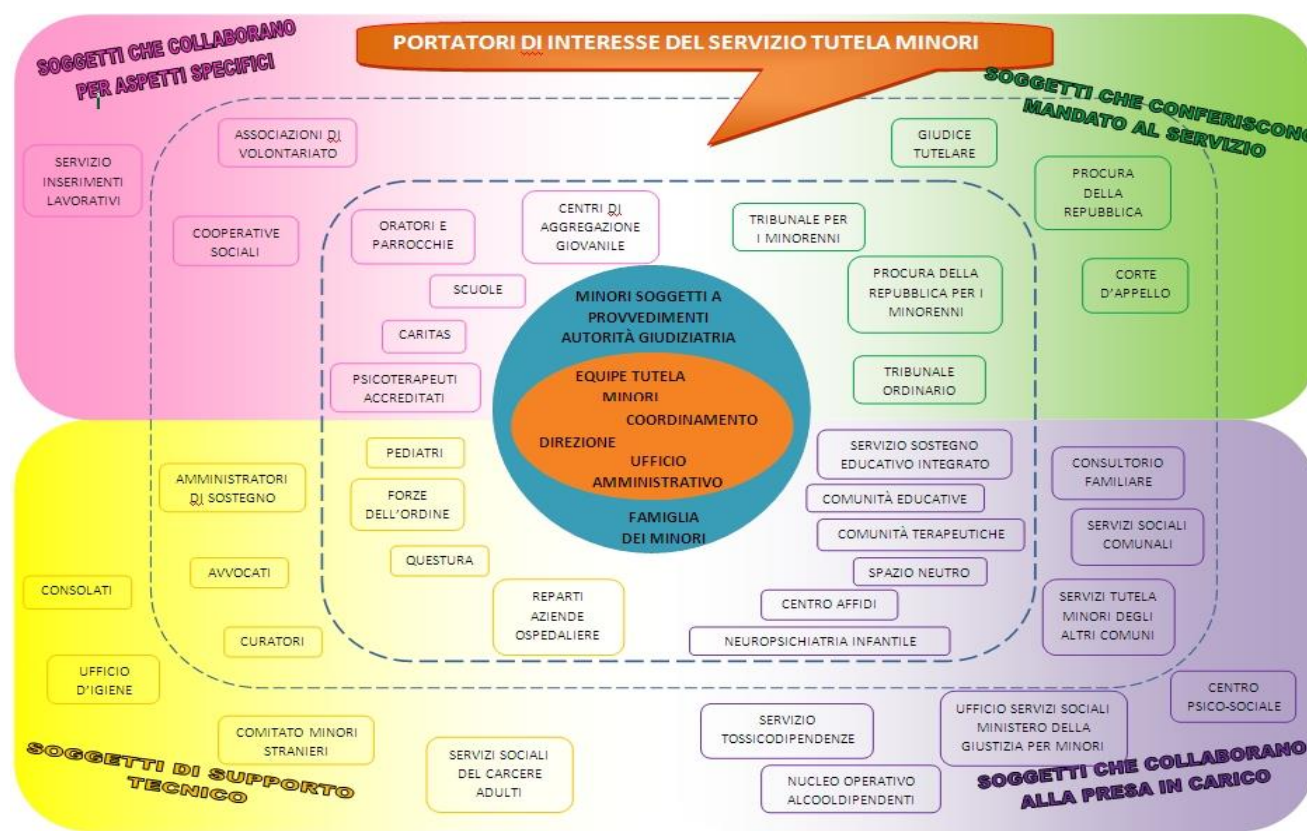 PORTATORI DI INTERESSE DEL SERVIZIO TUTELA MINORI
SOGGETTI CHE COLLABORANO
PER ASPETTI SPECIFICI
SERVIZIO
INSERIMENTI
LAVORATIVI
ASSOCIAZIONI DI
VOLONTARIATO
COOPERATIVE
SOCIALI
ORATORI E
PARROCCHIE
CENTRI DI
AGGREGAZIONE
GIOVANILE
SCUOLE
CARITAS
PSICOTERAPEUTI
ACCREDITATI
SOGGETTI CHE CONFERISCONO
MANDATO AL SERVIZIO
GIUDICE
TUTELARE
PROCURA
DELLA
REPUBBLICA
TRIBUNALE PER
I MINORENNI
PROCURA DELLA
REPUBBLICA PER I
MINORENNI
CORTE
D'APPELLO
TRIBUNALE
ORDINARIO
MINORI SOGGETTI A
PROVVEDIMENTI
AUTORITÀ GIUDIZIATRIA
EQUIPE TUTELA
MINORI
COORDINAMENTO
DIREZIONE
UFFICIO
AMMINISTRATIVO
FAMIGLIA
DEI MINORI
PEDIATRI
AMMINISTRATORI
DI SOSTEGNO
FORZE
DELL'ORDINE
QUESTURA
AVVOCATI
CONSOLATI
REPARTI
AZIENDE
OSPEDALIERE
CURATORI
UFFICIO
D'IGIENE
COMITATO MINORI
STRANIERI
SERVIZI SOCIALI
DEL CARCERE
ADULTI
SOGGETTI DI SUPPORTO
TECNICO
SERVIZIO SOSTEGNO
EDUCATIVO INTEGRATO
CONSULTORIO
FAMILIARE
COMUNITÀ EDUCATIVE
COMUNITÀ TERAPEUTICHE
SERVIZI SOCIALI
COMUNALI
SPAZIO NEUTRO
CENTRO AFFIDI
SERVIZI TUTELA
MINORI DEGLI
ALTRI COMUNI
NEUROPSICHIATRIA INFANTILE
CENTRO
PSICO-SOCIALE
SERVIZIO
TOSSICODIPENDENZE
UFFICIO SERVIZI SOCIALI
MINISTERO DELLA
GIUSTIZIA PER MINORI
NUCLEO OPERATIVO
ALCOOLDIPENDENTI
SOGGETTI CHE COLLABORANO
ALLA PRESA IN CARICO